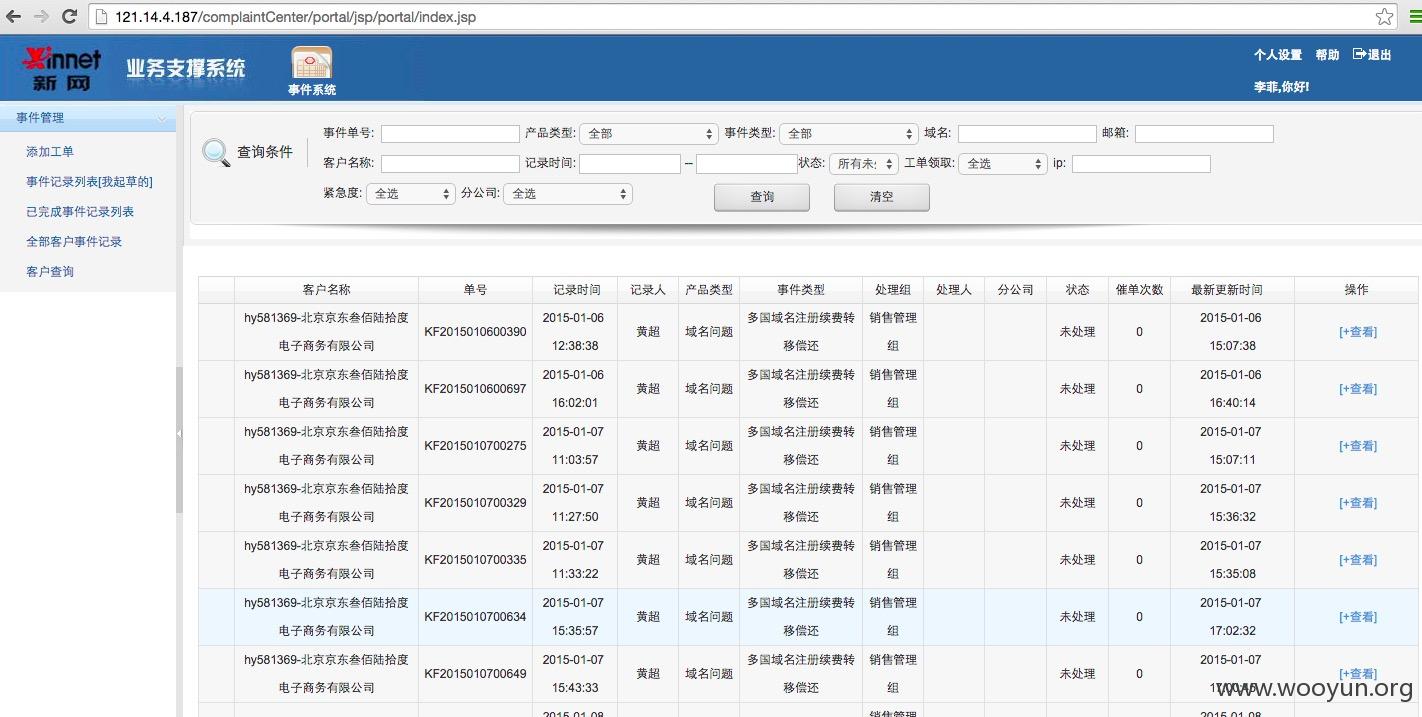 121.14.4.187/complaintCenter/portal/jsp/portal/index.jsp
Xinnet 新网 业务支撑系统 事件系统
个人设置 帮助 退出
李菲,你好!
事件管理
添加工单
事件记录列表[我起草的]
已完成事件记录列表
全部客户事件记录
客户查询
查询条件
事件单号: 产品类型: 全部 事件类型: 全部 域名: 邮箱:
客户名称: 记录时间: -- 状态: 所有未 工单领取: 全选 ip:
紧急度: 全选 分公司: 全选 查询 清空
客户名称 单号 记录时间 记录人 产品类型 事件类型 处理组 处理人 分公司 状态 催单次数 最新更新时间 操作
hy581369-北京京东叁佰陆拾度 2015-01-06 多国域名注册续费转 销售管理 2015-01-06
KF2015010600390 黄超 域名问题 未处理 0 [+查看]
电子商务有限公司 12:38:38 移偿还 组 15:07:38
hy581369-北京京东叁佰陆拾度 2015-01-06 多国域名注册续费转 销售管理 2015-01-06
KF2015010600697 黄超 域名问题 未处理 0 [+查看]
电子商务有限公司 16:02:01 移偿还 组 16:40:14
hy581369-北京京东叁佰陆拾度 2015-01-07 多国域名注册续费转 销售管理 2015-01-07
KF2015010700275 黄超 域名问题 未处理 0 [+查看]
电子商务有限公司 11:03:57 移偿还 组 15:07:11
hy581369-北京京东叁佰陆拾度 2015-01-07 多国域名注册续费转 销售管理 2015-01-07
KF2015010700329 黄超 域名问题 未处理 0 [+查看]
电子商务有限公司 11:27:50 移偿还 组 15:36:32
hy581369-北京京东叁佰陆拾度 2015-01-07 多国域名注册续费转 销售管理 2015-01-07
KF2015010700335 黄超 域名问题 未处理 0 [+查看]
电子商务有限公司 11:33:22 移偿还 组 15:35:08
hy581369-北京京东叁佰陆拾度 2015-01-07 多国域名注册续费转 销售管理 2015-01-07
KF2015010700634 黄超 域名问题 未处理 0 [+查看]
电子商务有限公司 15:35:57 移偿还 组 17:02:32
hy581369-北京京东叁佰陆拾度 2015-01-07 多国域名注册续费转 销售管理 2015-01-07
KF2015010700649 黄超 域名问题 未处理 0 [+查看]
电子商务有限公司 15:43:33 移偿还 组
www.wooyun.org
2015-01-08 销售管理 2015-01-08